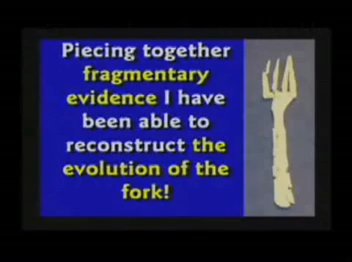 Piecing together
fragmentary
evidence I have
been able to
reconstruct the
evolution of the
fork!